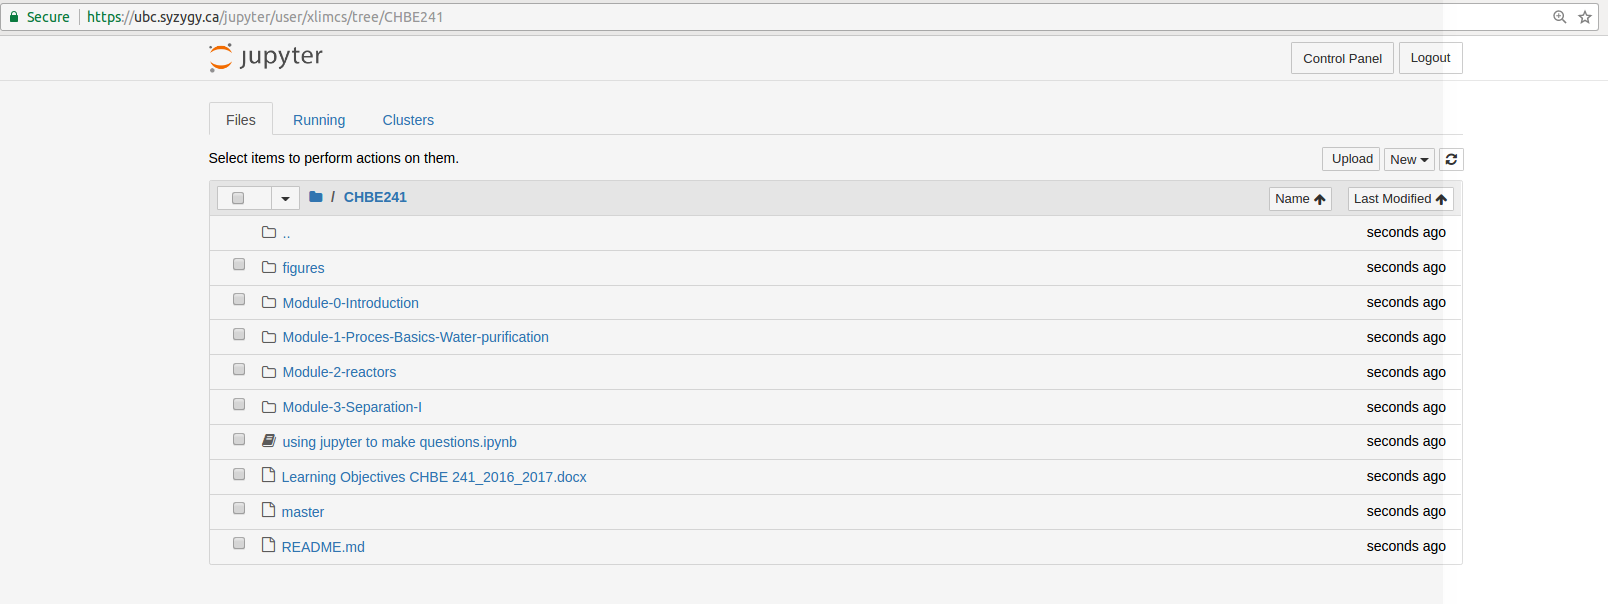 Secure https://ubc.syzygy.ca/jupyter/user/xlimcs/tree/CHBE241
jupyter Control Panel Logout
Files Running Clusters
Select items to perform actions on them. Upload New
/ CHBE241 Name Last Modified
.. seconds ago
figures seconds ago
Module-0-Introduction seconds ago
Module-1-Proces-Basics-Water-purification seconds ago
Module-2-reactors seconds ago
Module-3-Separation-I seconds ago
using jupyter to make questions.ipynb seconds ago
Learning Objectives CHBE 241_2016_2017.docx seconds ago
master seconds ago
README.md seconds ago